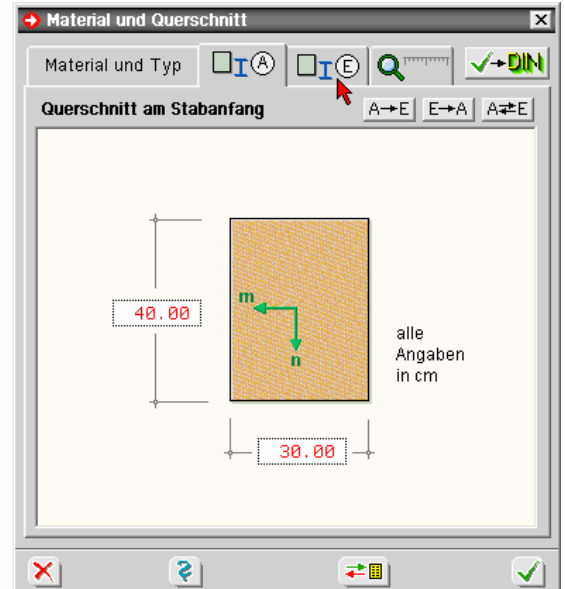 Material und Querschnitt
Material und Typ
A
E
DIN
Querschnitt am Stabanfang
A→E
E→A
A⇄E
m
40.00
n
alle
Angaben
in cm
30.00